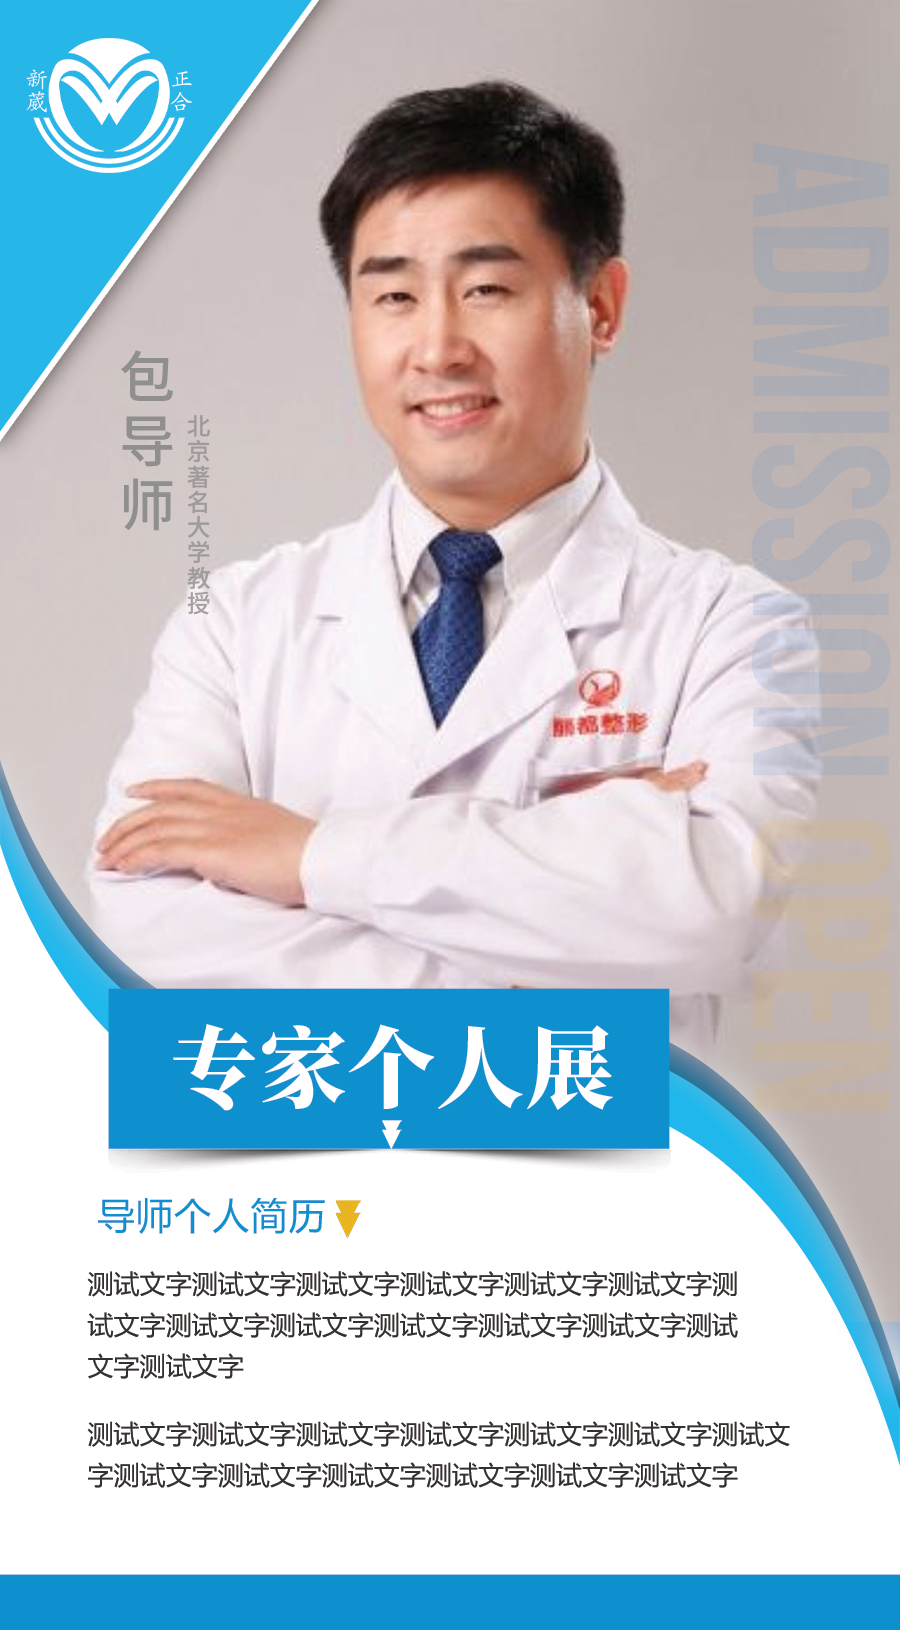 新葳
正合
包导师
北京著名大学教授
ADMISSION OPEN
丽都整形
专家个人展
导师个人简历
测试文字测试文字测试文字测试文字测试文字测试文字测
试文字测试文字测试文字测试文字测试文字测试文字测试
文字测试文字
测试文字测试文字测试文字测试文字测试文字测试文字测试文
字测试文字测试文字测试文字测试文字测试文字测试文字